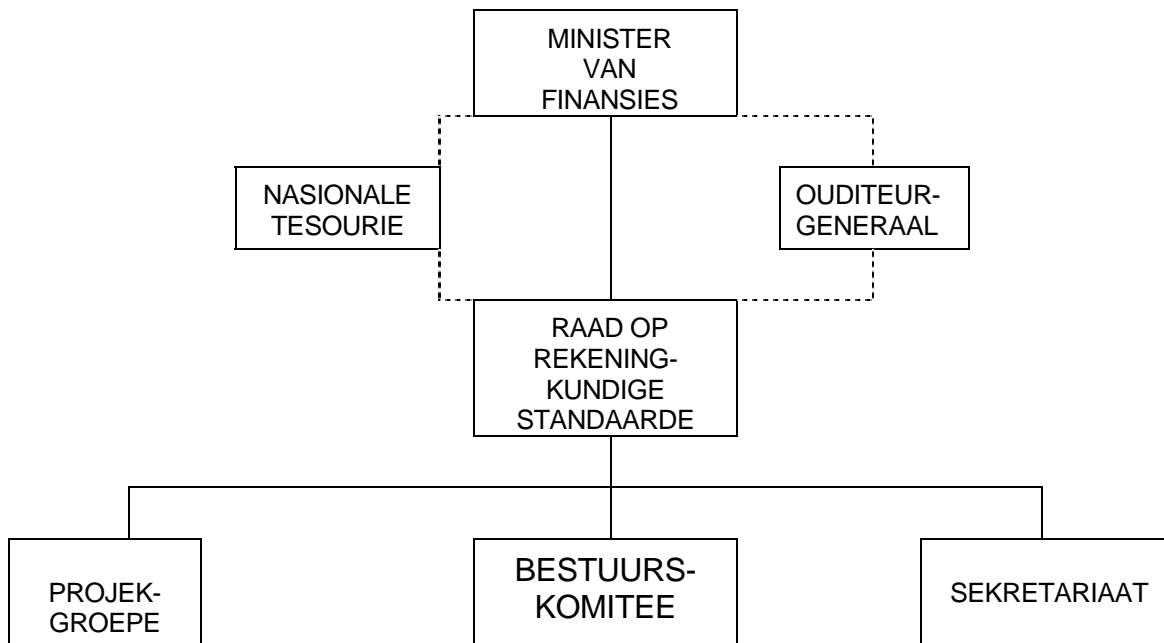 MINISTER
VAN
FINANSIES
NASIONALE
TESOURIE
OUDITEUR-
GENERAAL
RAAD OP
REKENING-
KUNDIGE
STANDAARDE
PROJEK-
GROEPE
BESTUURS-
KOMITEE
SEKRETARIAAT